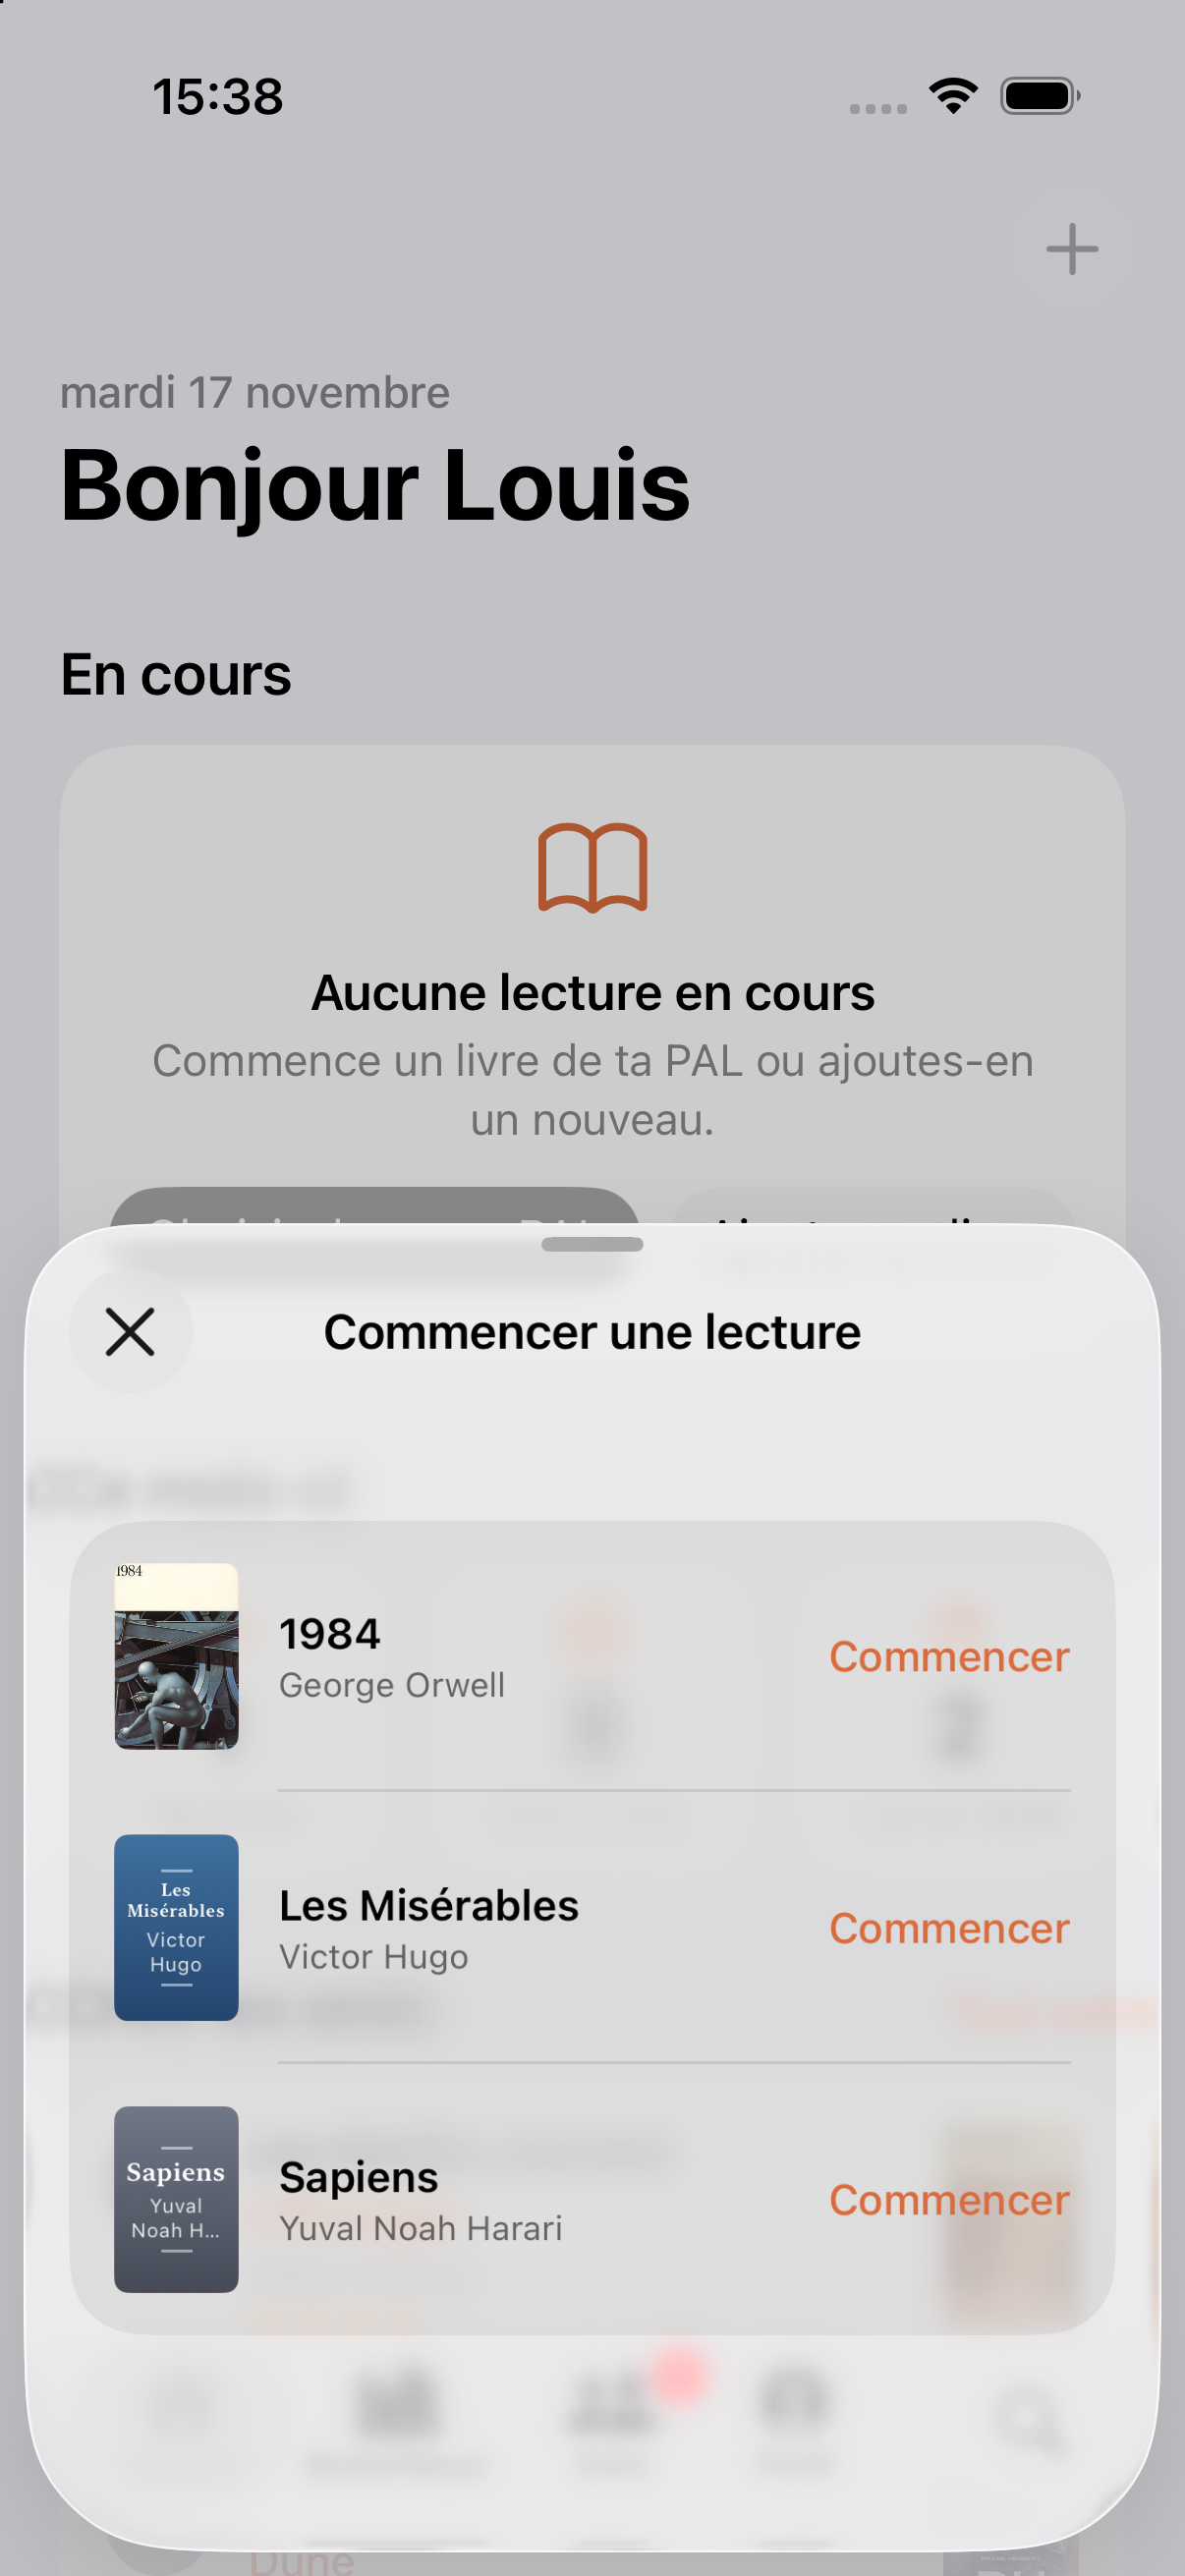 15:38
mardi 17 novembre
Bonjour Louis
En cours
Aucune lecture en cours
Commence un livre de ta PAL ou ajoutes-en
un nouveau.
Commencer une lecture
1984
1984
George Orwell
Commencer
Les
Misérables
Victor
Hugo
Les Misérables
Victor Hugo
Commencer
Sapiens
Yuval
Noah H...
Sapiens
Yuval Noah Harari
Commencer
Dune